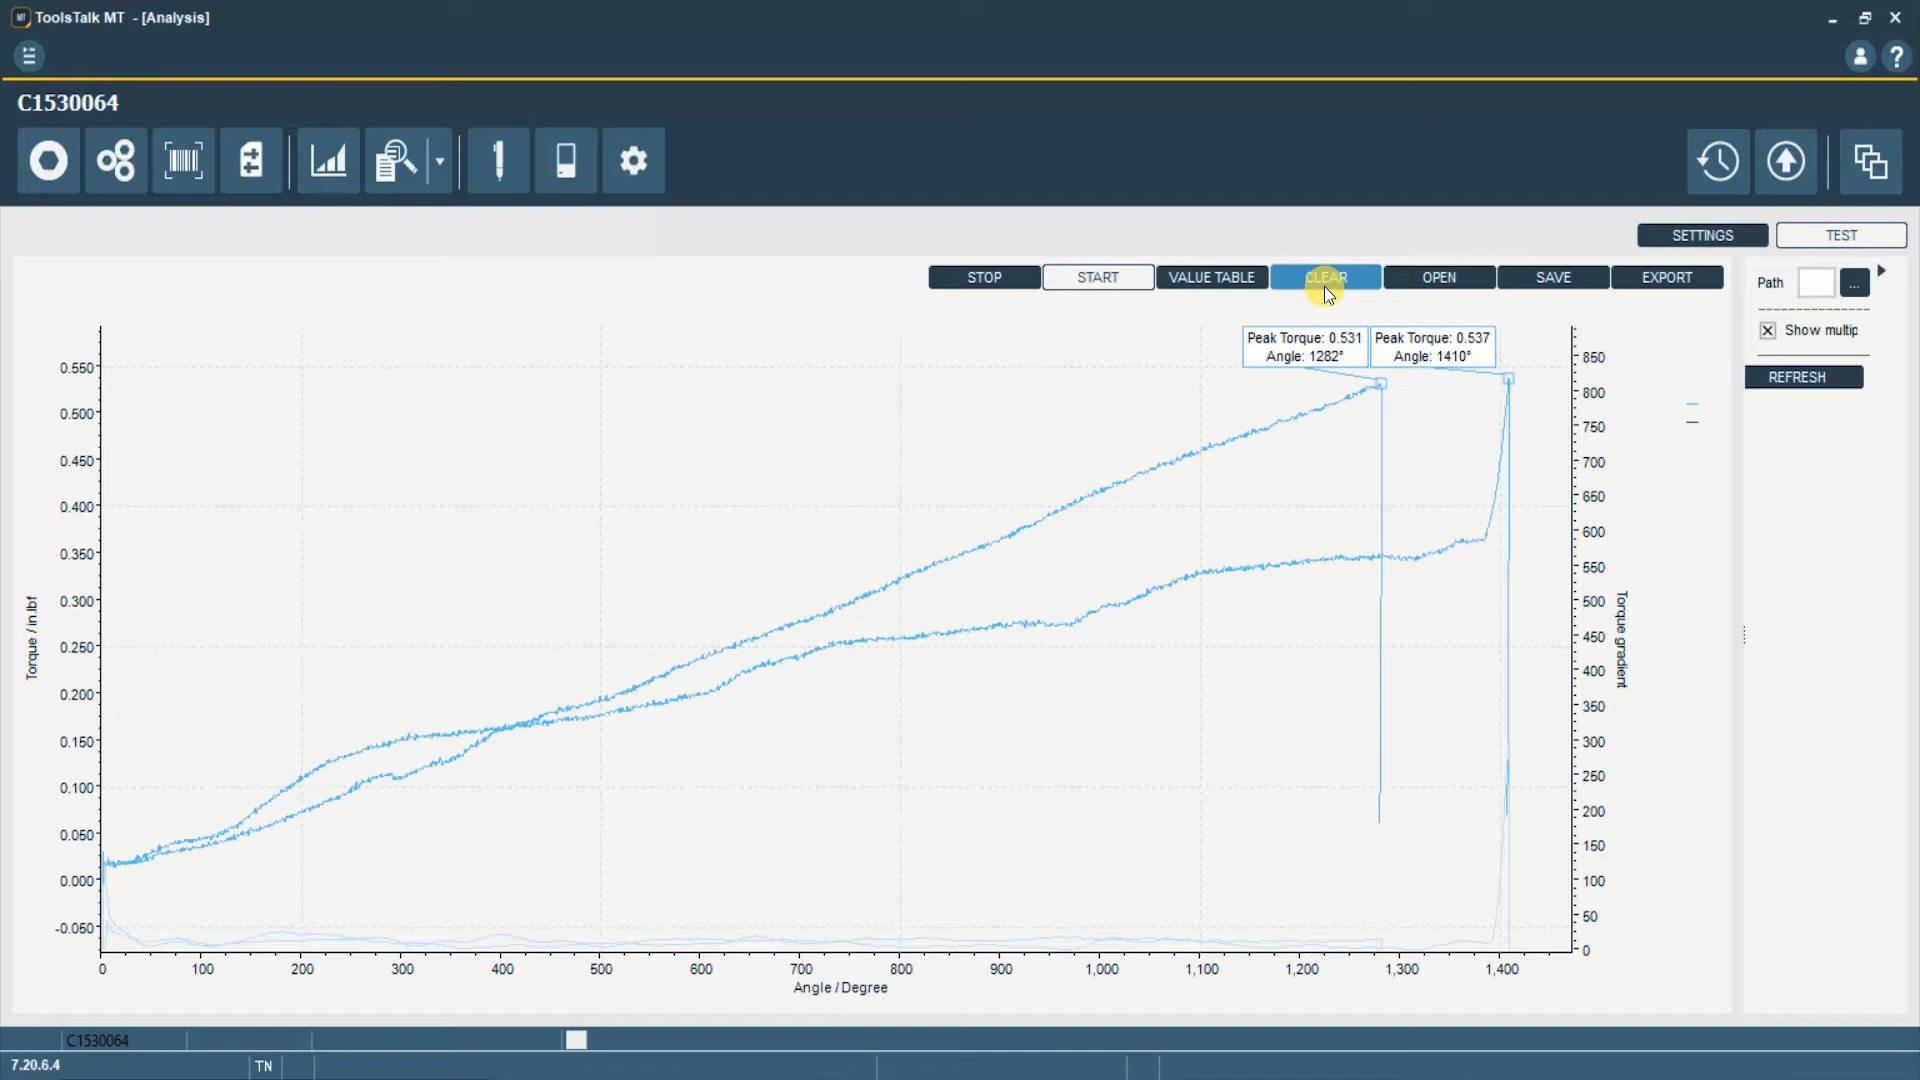 MT ToolsTalk MT - [Analysis]
?
C1530064
SETTINGS TEST
STOP START VALUE TABLE CLEAR OPEN SAVE EXPORT
Path ...
Show multip
REFRESH
Peak Torque: 0.531
Angle: 1282°
Peak Torque: 0.537
Angle: 1410°
0.550
0.500
0.450
0.400
0.350
0.300
0.250
0.200
0.150
0.100
0.050
0.000
-0.050
Torque / in.lbf
850
800
750
700
650
600
550
500
450
400
350
300
250
200
150
100
50
0
Torque gradient
0 100 200 300 400 500 600 700 800 900 1,000 1,100 1,200 1,300 1,400
Angle / Degree
C1530064
7.20.6.4 TN